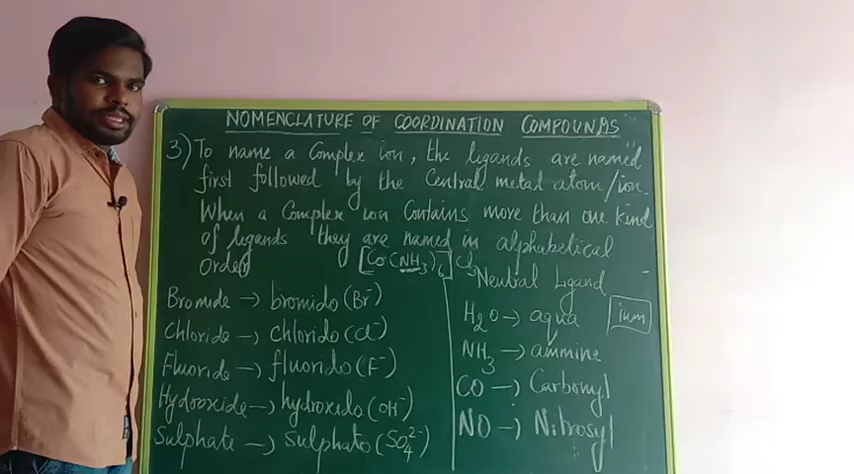 NOMENCLATURE OF COORDINATION COMPOUNDS
3) To name a Complex ion, the ligands are named
first followed by the Central metal atom/ion.
When a Complex ion Contains more than one kind
of ligands they are named in alphabetical
Order
[Co(NH₃)₆]Cl₃
Bromide → bromido (Br⁻)
Chloride → chlorido (Cl⁻)
Fluoride → fluorido (F⁻)
Hydroxide → hydroxido (OH⁻)
Sulphate → Sulphato (SO₄²⁻)
Neutral Ligand
H₂O → aqua
ium
NH₃ → ammine
CO → Carbonyl
NO → Nitrosyl